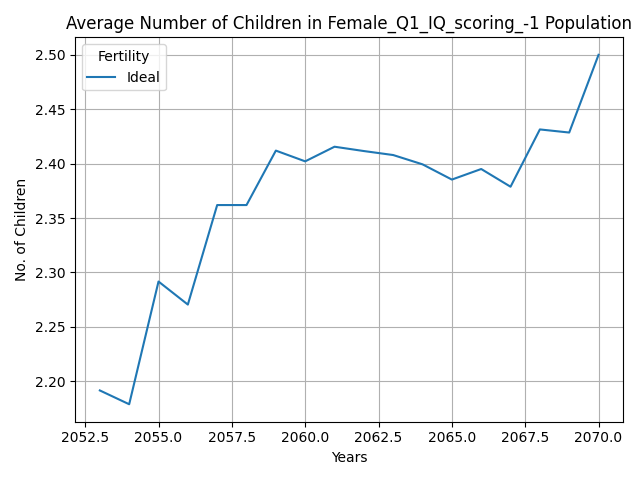 Average Number of Children in Female_Q1_IQ_scoring_-1 Population
Fertility
Ideal
2.50
2.45
2.40
2.35
2.30
2.25
2.20
No. of Children
2052.5 2055.0 2057.5 2060.0 2062.5 2065.0 2067.5 2070.0
Years